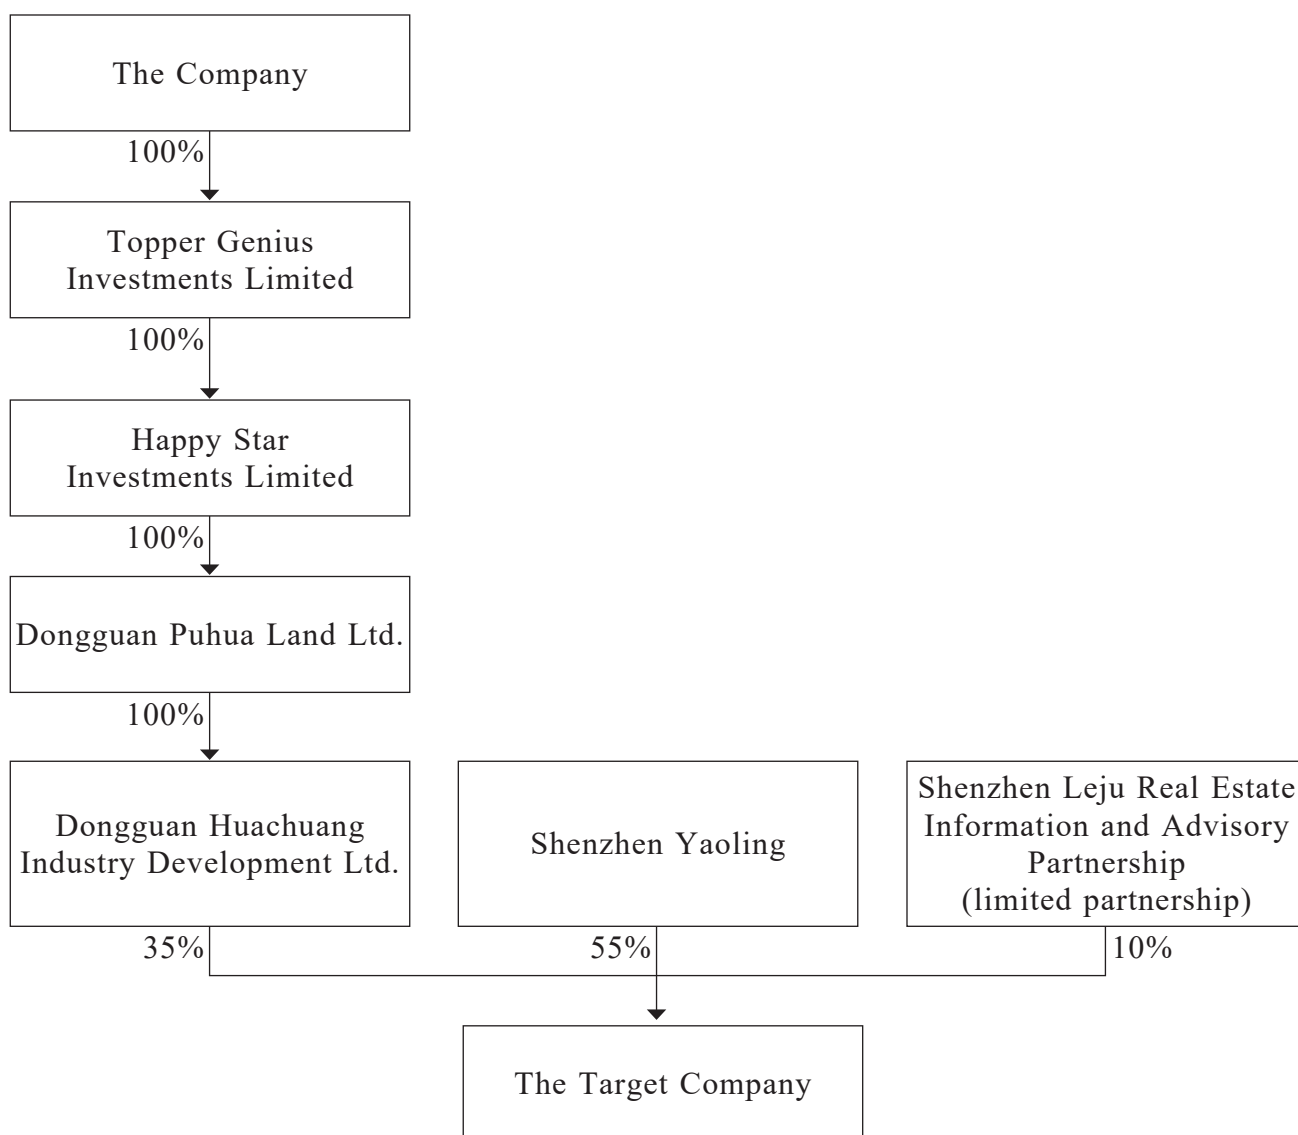 The Company
100%
Topper Genius
Investments Limited
100%
Happy Star
Investments Limited
100%
Dongguan Puhua Land Ltd.
100%
Dongguan Huachuang
Industry Development Ltd.
Shenzhen Yaoling
Shenzhen Leju Real Estate
Information and Advisory
Partnership
(limited partnership)
35%
55%
10%
The Target Company